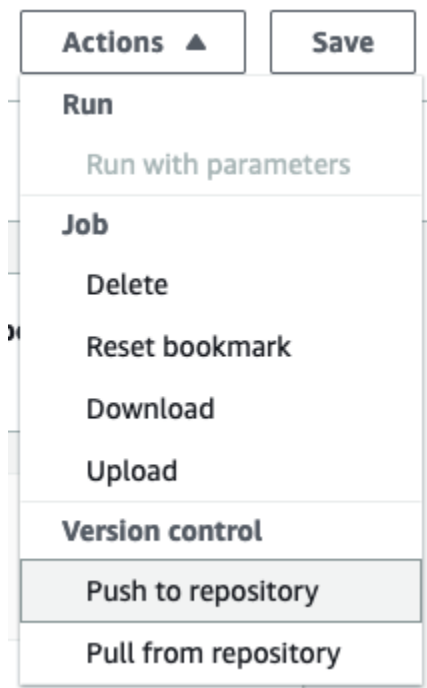 Actions ▲ Save
Run
Run with parameters
Job
Delete
Reset bookmark
Download
Upload
Version control
Push to repository
Pull from repository